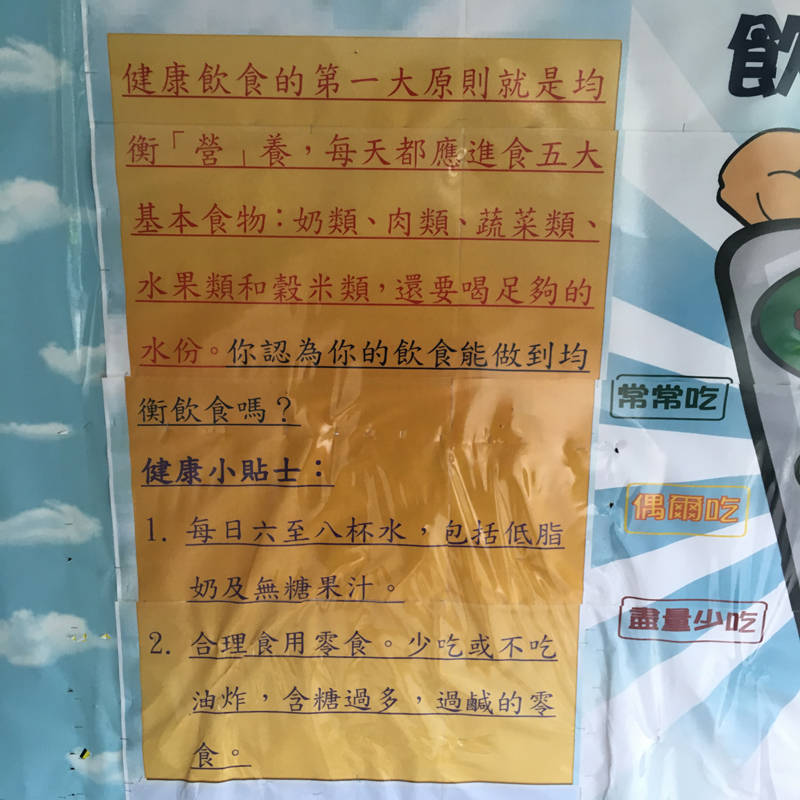 健康飲食的第一大原則就是均
衡「營」養，每天都應進食五大
基本食物：奶類、肉類、蔬菜類、
水果類和穀米類，還要喝足夠的
水份。你認為你的飲食能做到均
衡飲食嗎？
健康小貼士：
1. 每日六至八杯水，包括低脂
奶及無糖果汁。
2. 合理食用零食。少吃或不吃
油炸，含糖過多，過鹹的零
食。
飲
常常吃
偶爾吃
盡量少吃